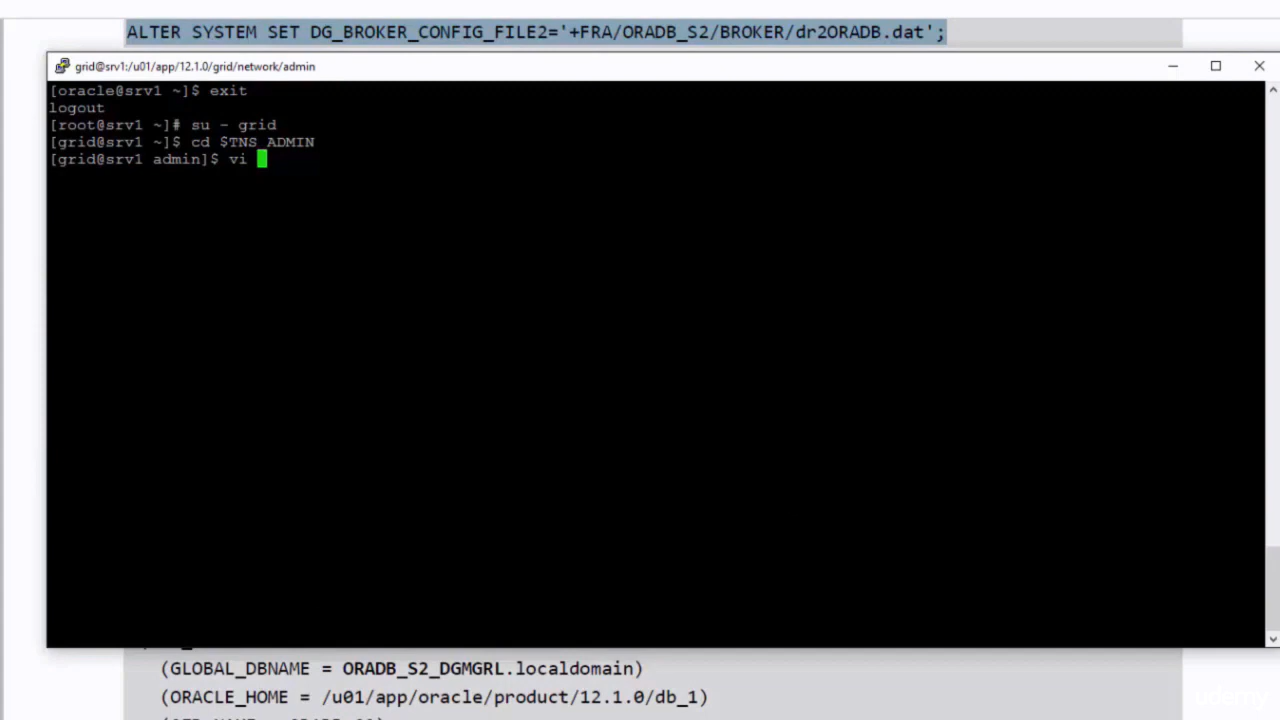 ALTER SYSTEM SET DG_BROKER_CONFIG_FILE2='+FRA/ORADB_S2/BROKER/dr2ORADB.dat';
grid@srv1:/u01/app/12.1.0/grid/network/admin
[oracle@srv1 ~]$ exit
logout
[root@srv1 ~]# su - grid
[grid@srv1 ~]$ cd $TNS_ADMIN
[grid@srv1 admin]$ vi
(GLOBAL_DBNAME = ORADB_S2_DGMGRL.localdomain)
(ORACLE_HOME = /u01/app/oracle/product/12.1.0/db_1)
udemy